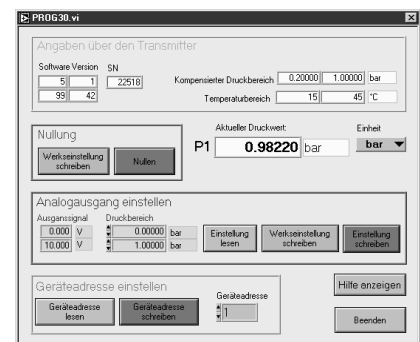 PROG30.vi
Angaben über den Transmitter
Software Version SN
5 1 22518
99 42
Kompensierter Druckbereich 0.20000 1.00000 bar
Temperaturbereich 15 45 °C
Nullung
Werkseinstellung schreiben
Nullen
Aktueller Druckwert:
P1 0.98220 bar
Einheit
bar
Analogausgang einstellen
Ausganssignal Druckbereich
0.000 V 0.00000 bar
10.000 V 1.00000 bar
Einstellung lesen
Werkseinstellung schreiben
Einstellung schreiben
Geräteadresse einstellen
Geräteadresse lesen
Geräteadresse schreiben
Geräteadresse
1
Hilfe anzeigen
Beenden